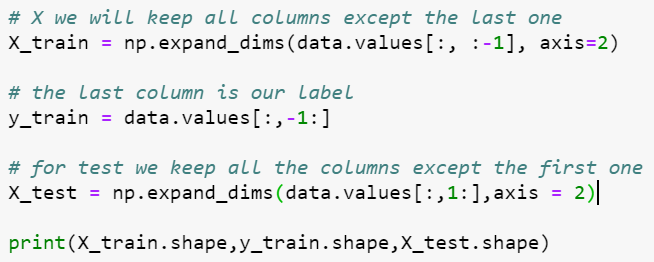 # X we will keep all columns except the last one
X_train = np.expand_dims(data.values[:, :-1], axis=2)
# the last column is our label
y_train = data.values[:,-1:]
# for test we keep all the columns except the first one
X_test = np.expand_dims(data.values[:,1:],axis = 2)
print(X_train.shape,y_train.shape,X_test.shape)